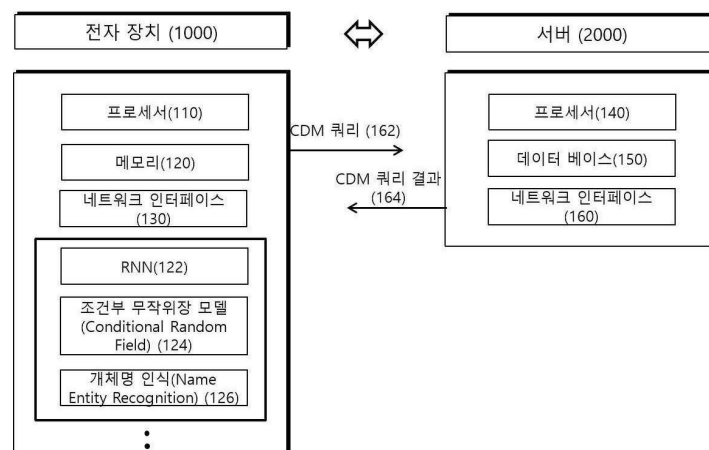 전자 장치 (1000)
서버 (2000)
프로세서(110)
메모리(120)
네트워크 인터페이스
(130)
RNN(122)
조건부 무작위장 모델
(Conditional Random
Field) (124)
개체명 인식(Name
Entity Recognition) (126)
CDM 쿼리 (162)
CDM 쿼리 결과
(164)
프로세서(140)
데이터 베이스(150)
네트워크 인터페이스
(160)